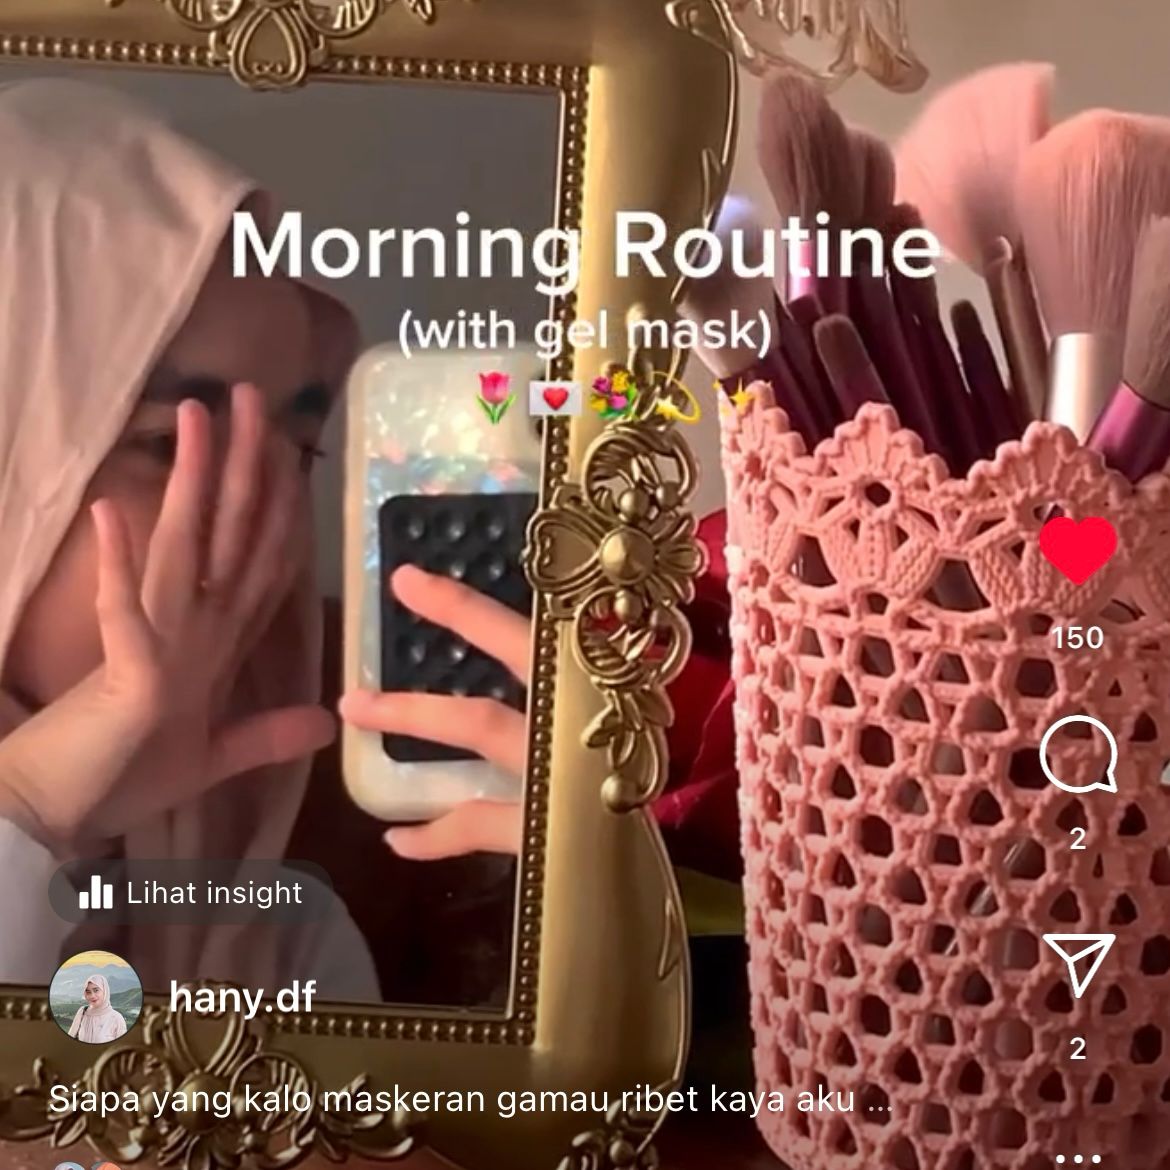 Morning Routine
(with gel mask)
🌷 💌 💐 💫 ✨
150
2
2
Lihat insight
hany.df
Siapa yang kalo maskeran gamau ribet kaya aku ...